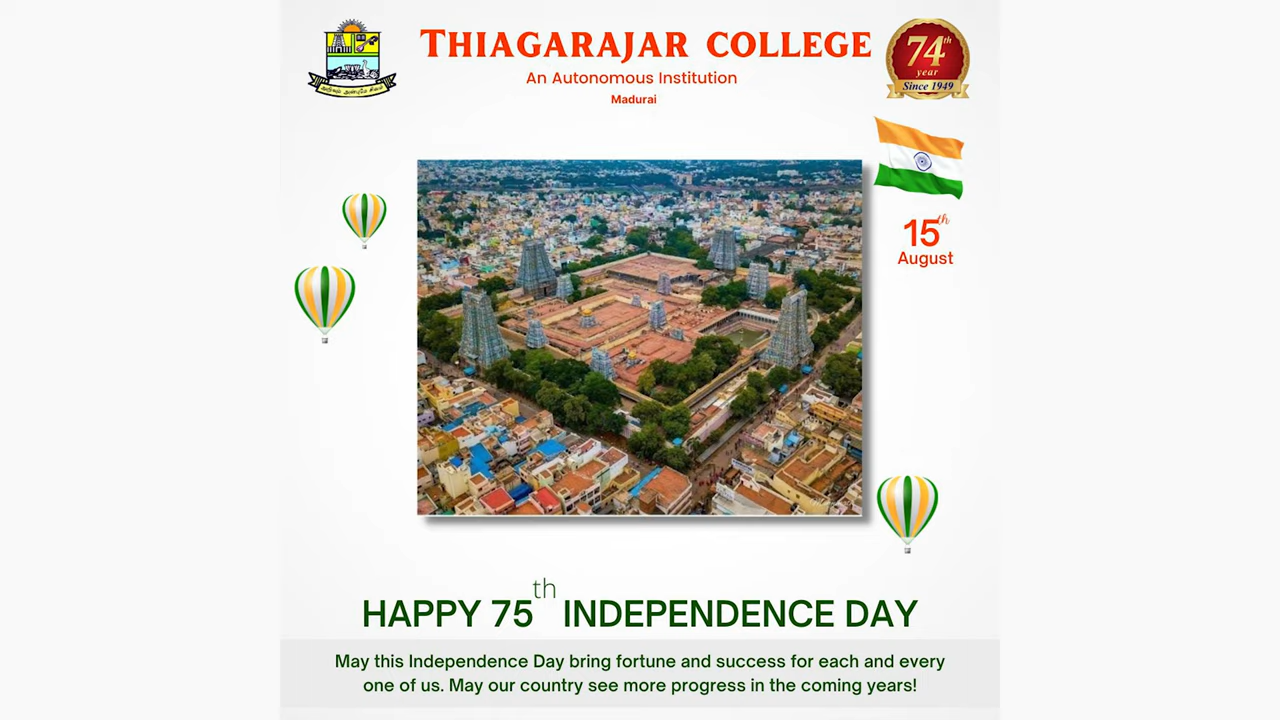 THIAGARAJAR COLLEGE
An Autonomous Institution
Madurai
74th
year
Since 1949
15th
August
HAPPY 75th INDEPENDENCE DAY
May this Independence Day bring fortune and success for each and every
one of us. May our country see more progress in the coming years!